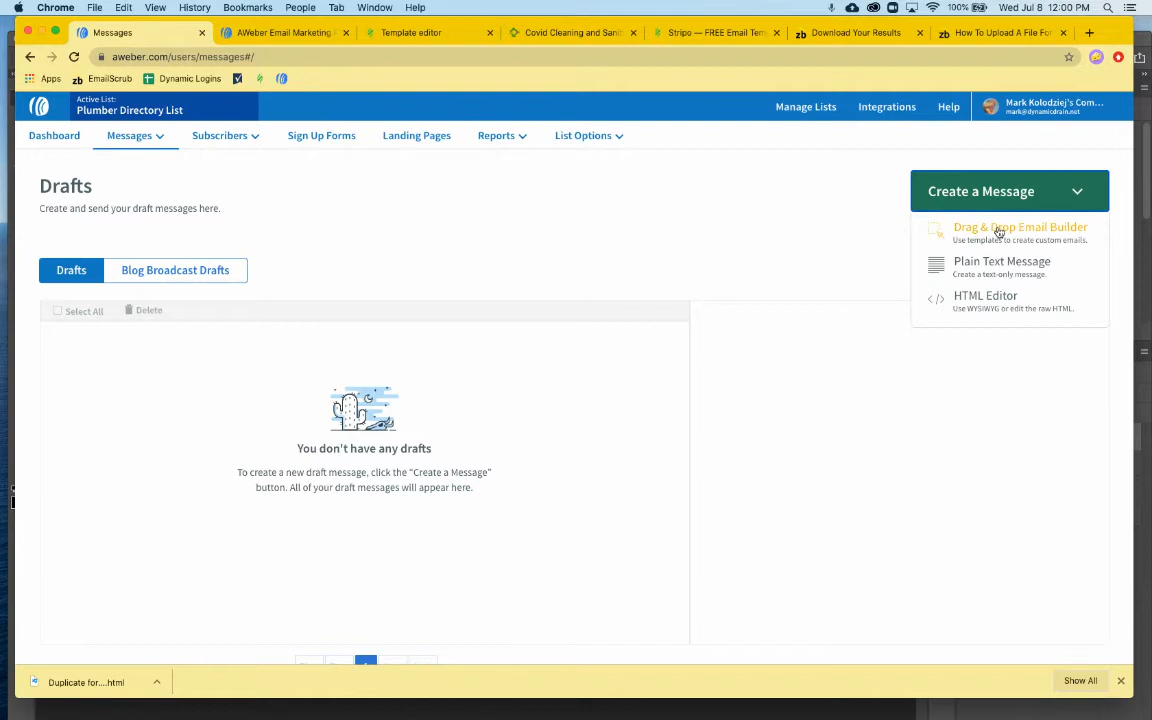 Chrome File Edit View History Bookmarks People Tab Window Help 100% Wed Jul 8 12:00 PM
Messages AWeber Email Marketing Template editor Covid Cleaning and Sani Stripo — FREE Email Tem zb Download Your Results zb How To Upload A File For
aweber.com/users/messages#/
Apps zb EmailScrub Dynamic Logins
Active List:
Plumber Directory List
Manage Lists Integrations Help
Mark Kolodziej's Com...
mark@dynamicdrain.net
Dashboard Messages Subscribers Sign Up Forms Landing Pages Reports List Options
Drafts
Create and send your draft messages here.
Create a Message
Drag & Drop Email Builder
Use templates to create custom emails.
Plain Text Message
Create a text-only message.
HTML Editor
Use WYSIWYG or edit the raw HTML.
Drafts Blog Broadcast Drafts
Select All Delete
You don't have any drafts
To create a new draft message, click the "Create a Message"
button. All of your draft messages will appear here.
Duplicate for....html
Show All